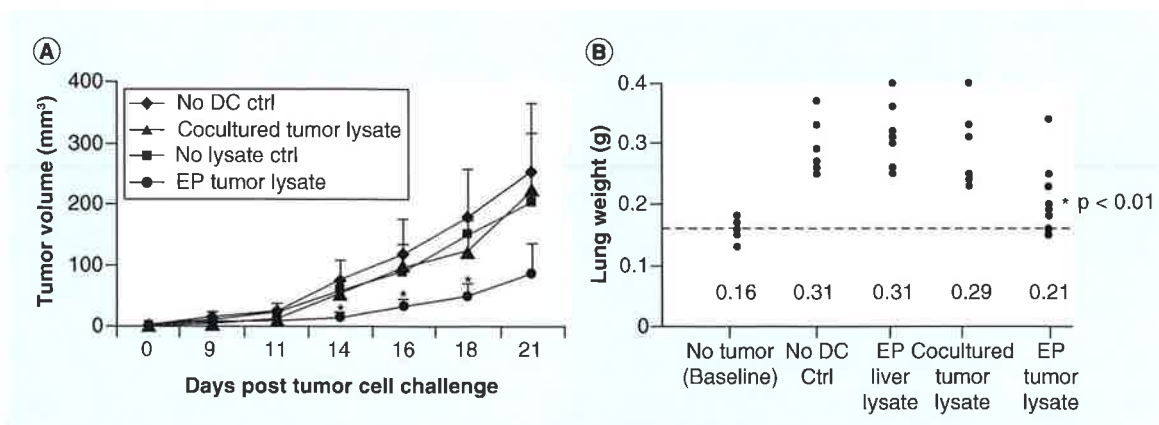 A
400
300
200
100
0
Tumor volume (mm³)
No DC ctrl
Cocultured tumor lysate
No lysate ctrl
EP tumor lysate
*
*
*
0 9 11 14 16 18 21
Days post tumor cell challenge
B
0.4
0.3
0.2
0.1
0
Lung weight (g)
* p < 0.01
0.16 0.31 0.31 0.29 0.21
No tumor
(Baseline)
No DC
Ctrl
EP
liver
lysate
Cocultured
tumor
lysate
EP
tumor
lysate